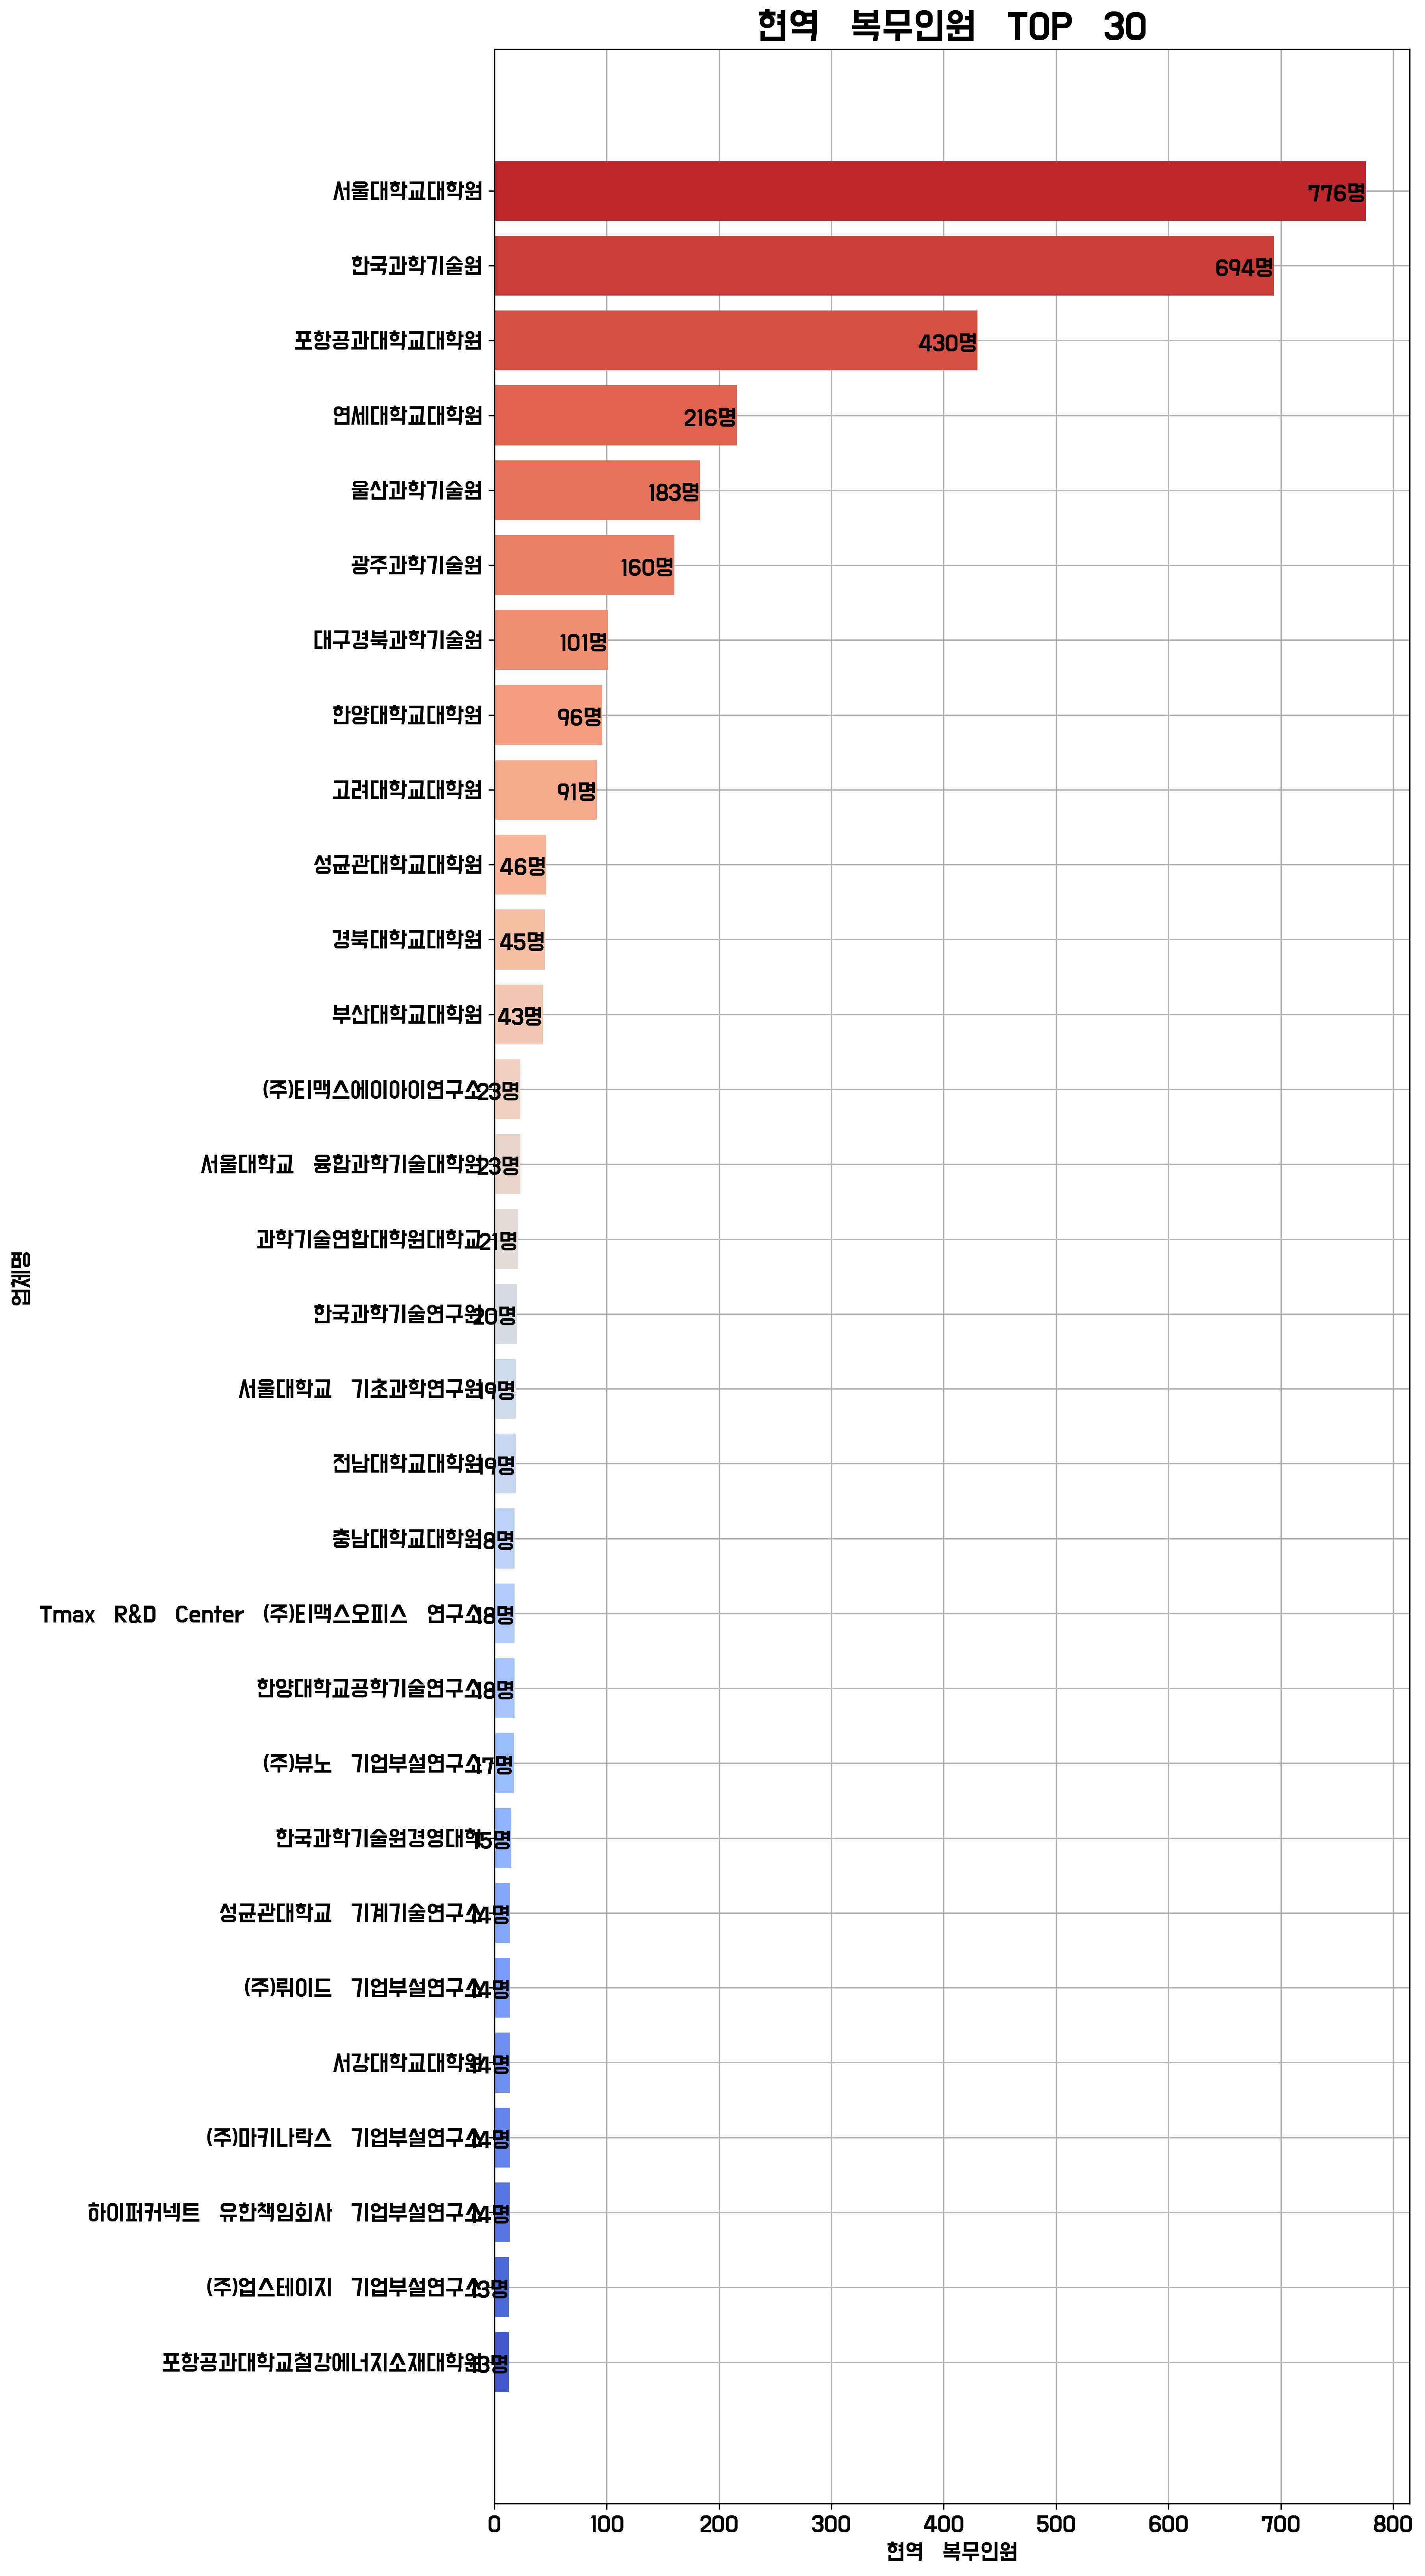 현역 복무인원 TOP 30
서울대학교대학원 776명
한국과학기술원 694명
포항공과대학교대학원 430명
연세대학교대학원 216명
울산과학기술원 183명
광주과학기술원 160명
대구경북과학기술원 101명
한양대학교대학원 96명
고려대학교대학원 91명
성균관대학교대학원 46명
경북대학교대학원 45명
부산대학교대학원 43명
(주)티맥스에이아이연구소 23명
서울대학교 융합과학기술대학원 23명
과학기술연합대학원대학교 21명
한국과학기술연구원 20명
서울대학교 기초과학연구원 19명
전남대학교대학원 19명
충남대학교대학원 18명
Tmax R&D Center (주)티맥스오피스 연구소 18명
한양대학교공학기술연구소 18명
(주)뷰노 기업부설연구소 17명
한국과학기술원경영대학 15명
성균관대학교 기계기술연구소 14명
(주)뤼이드 기업부설연구소 14명
서강대학교대학원 14명
(주)마키나락스 기업부설연구소 14명
하이퍼커넥트 유한책임회사 기업부설연구소 14명
(주)업스테이지 기업부설연구소 13명
포항공과대학교철강에너지소재대학원 13명
업체명
0 100 200 300 400 500 600 700 800
현역 복무인원